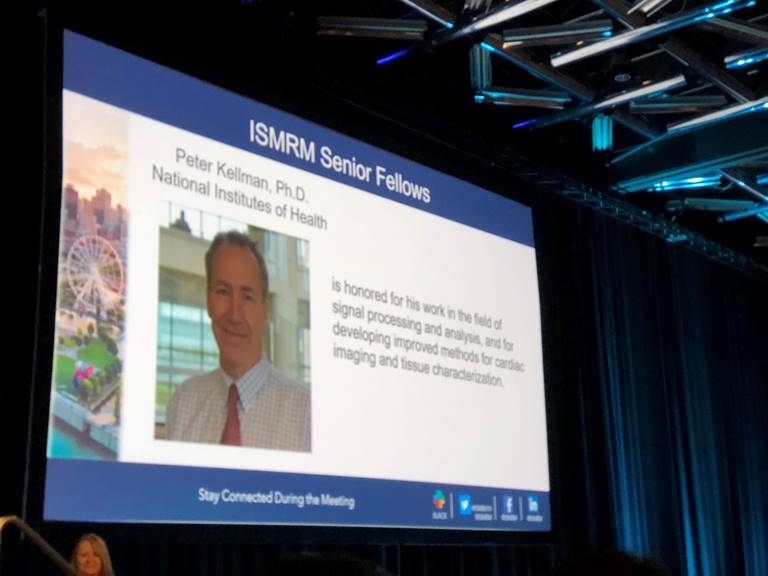 ISMRM Senior Fellows
Peter Kellman, Ph.D.
National Institutes of Health
is honored for his work in the field of
signal processing and analysis, and for
developing improved methods for cardiac
imaging and tissue characterization.
Stay Connected During the Meeting
SLACK